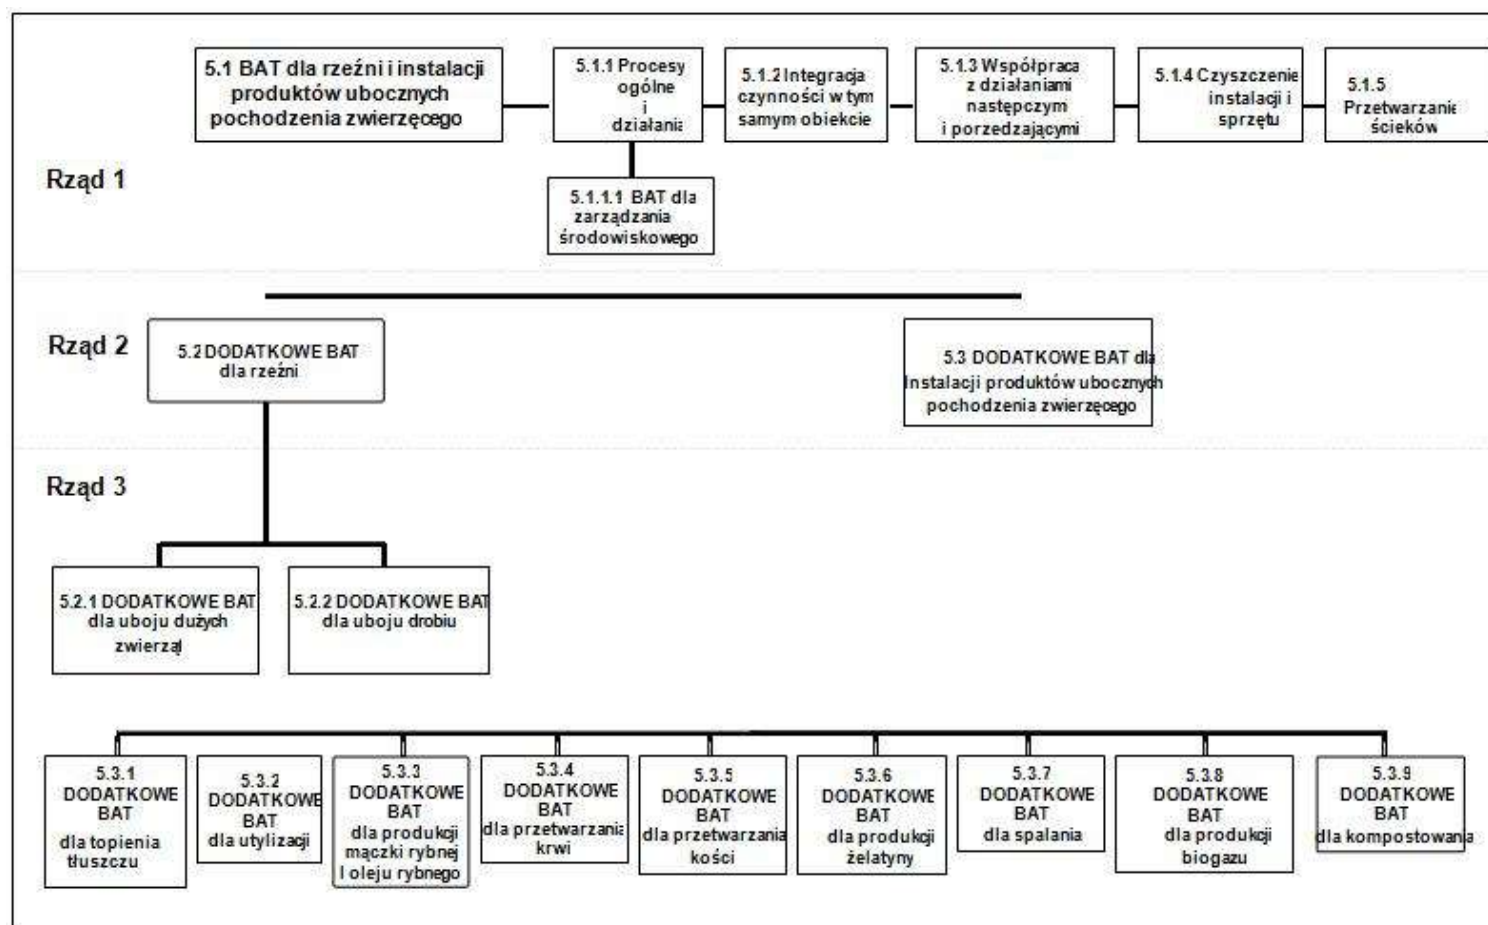 5.1 BAT dla rzeźni i instalacji
produktów ubocznych
pochodzenia zwierzęcego
5.1.1 Procesy
ogólne
i
działania
5.1.2 Integracja
czynności w tym
samym obiekcie
5.1.3 Współpraca
z działaniami
następczym
i porzedzającymi
5.1.4 Czyszczenie
instalacji i
sprzętu
5.1.5
Przetwarzanie
ścieków
Rząd 1
5.1.1.1 BAT dla
zarządzania
środowiskowego
Rząd 2
5.2 DODATKOWE BAT
dla rzeźni
5.3 DODATKOWE BAT dla
Instalacji produktów ubocznych
pochodzenia zwierzęcego
Rząd 3
5.2.1 DODATKOWE BAT
dla uboju dużych
zwierząl
5.2.2 DODATKOWE BAT
dla uboju drobiu
5.3.1
DODATKOWE
BAT
dla topienia
tłuszczu
5.3.2
DODATKOWE
BAT
dla utylizacji
5.3.3
DODATKOWE
BAT
dla produkcji
mączki rybnej
I oleju rybnego
5.3.4
DODATKOWE
BAT
dla przetwarzania
krwi
5.3.5
DODATKOWE
BAT
dla przetwarzania
kości
5.3.6
DODATKOWE
BAT
dla produkcji
żelatyny
5.3.7
DODATKOWE
BAT
dla spalania
5.3.8
DODATKOWE
BAT
dla produkcji
biogazu
5.3.9
DODATKOWE
BAT
dla kompostowania